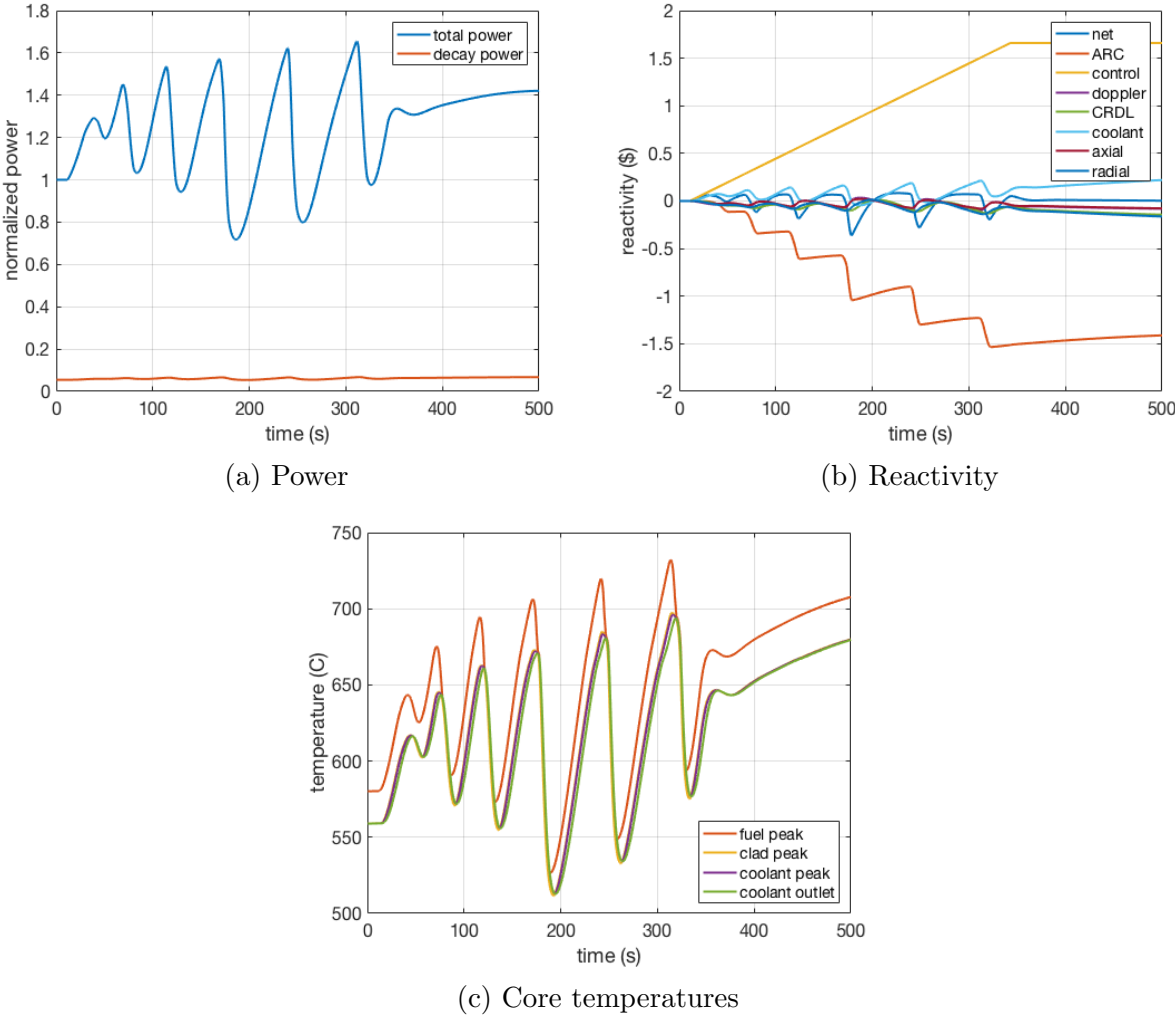 normalized power
1.8
1.6
1.4
1.2
1
0.8
0.6
0.4
0.2
0
total power
decay power
0 100 200 300 400 500
time (s)
(a) Power
reactivity ($)
2
1.5
1
0.5
0
-0.5
-1
-1.5
-2
net
ARC
control
doppler
CRDL
coolant
axial
radial
0 100 200 300 400 500
time (s)
(b) Reactivity
temperature (C)
750
700
650
600
550
500
fuel peak
clad peak
coolant peak
coolant outlet
0 100 200 300 400 500
time (s)
(c) Core temperatures